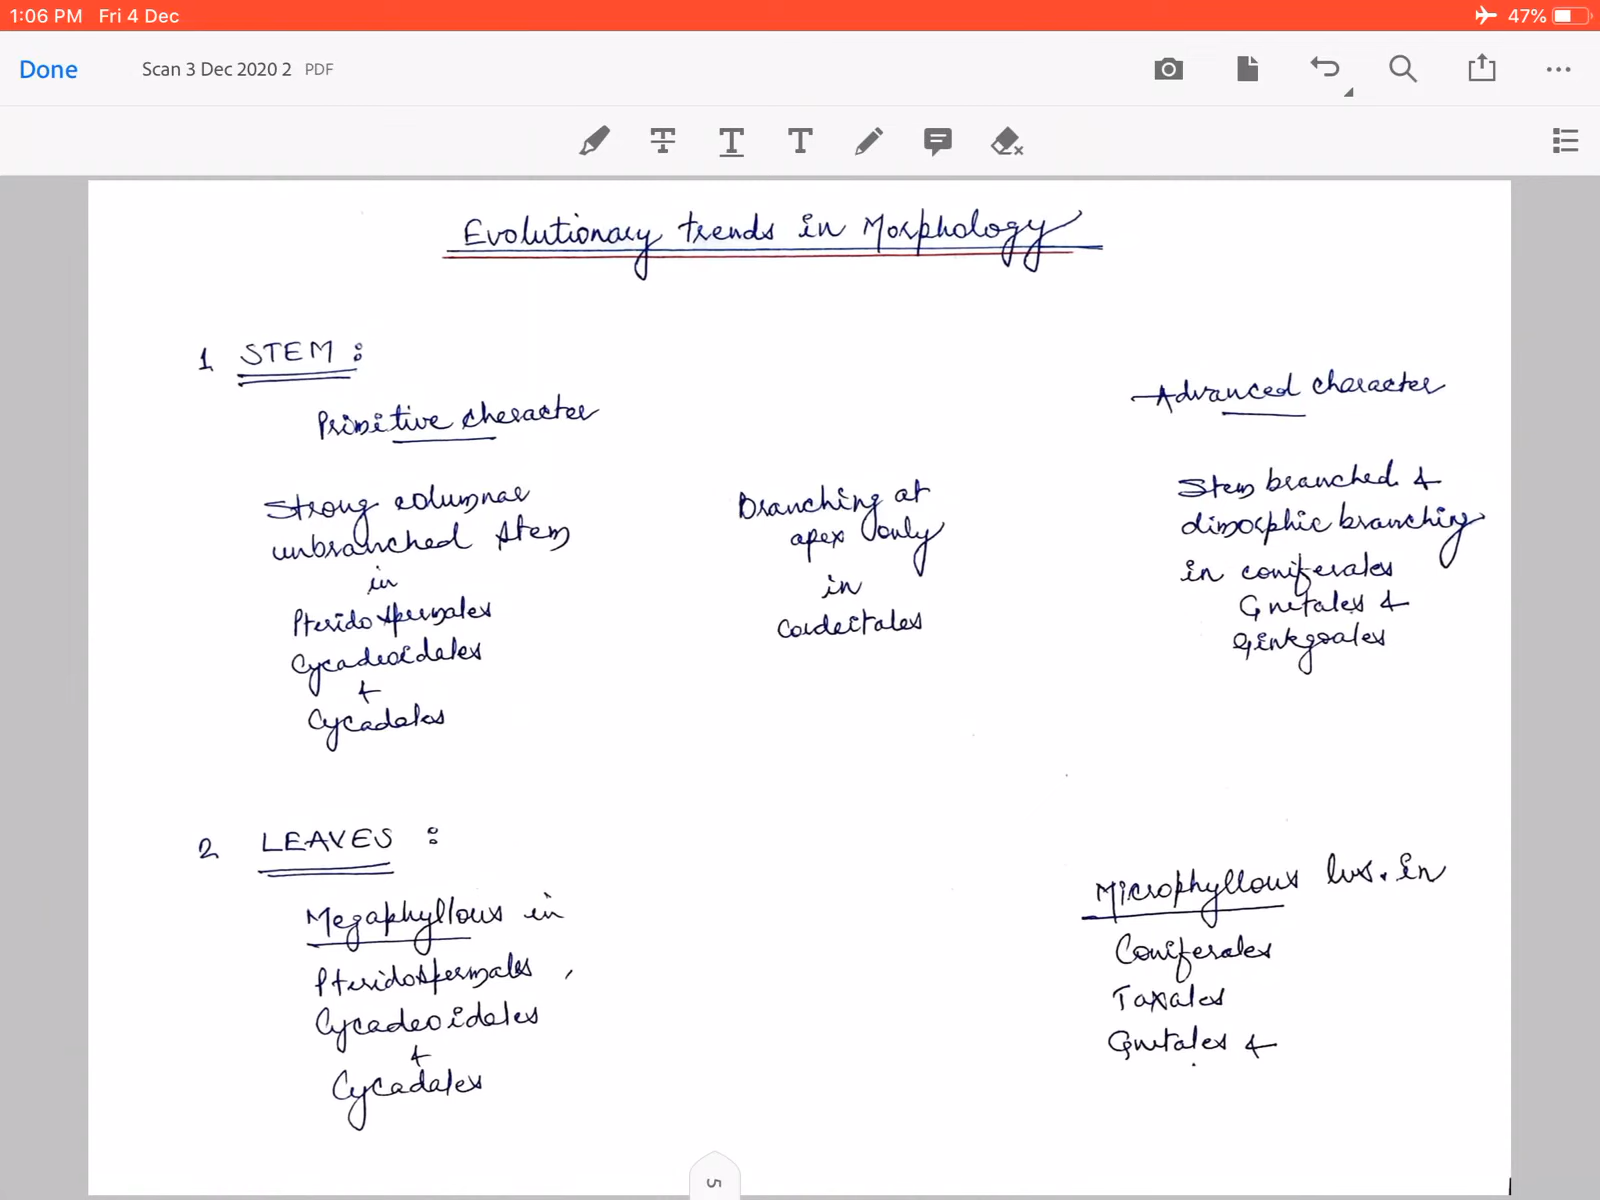 1:06 PM Fri 4 Dec
47%
Done
Scan 3 Dec 2020 2 PDF
Evolutionary trends in Morphology
1 STEM :
Primitive character
Advanced character
Strong columnar
unbranched stem
in
Pteridospermales
Cycadeoidales
&
Cycadales
Branching at
apex only
in
Cordaitales
Stem branched &
dimorphic branching
in coniferales
Gnetales &
Ginkgoales
2 LEAVES :
Megaphyllous in
Pteridospermales ,
Cycadeoidales
&
Cycadales
Microphyllous lvs. in
Coniferales
Taxales
Gnetales &
5